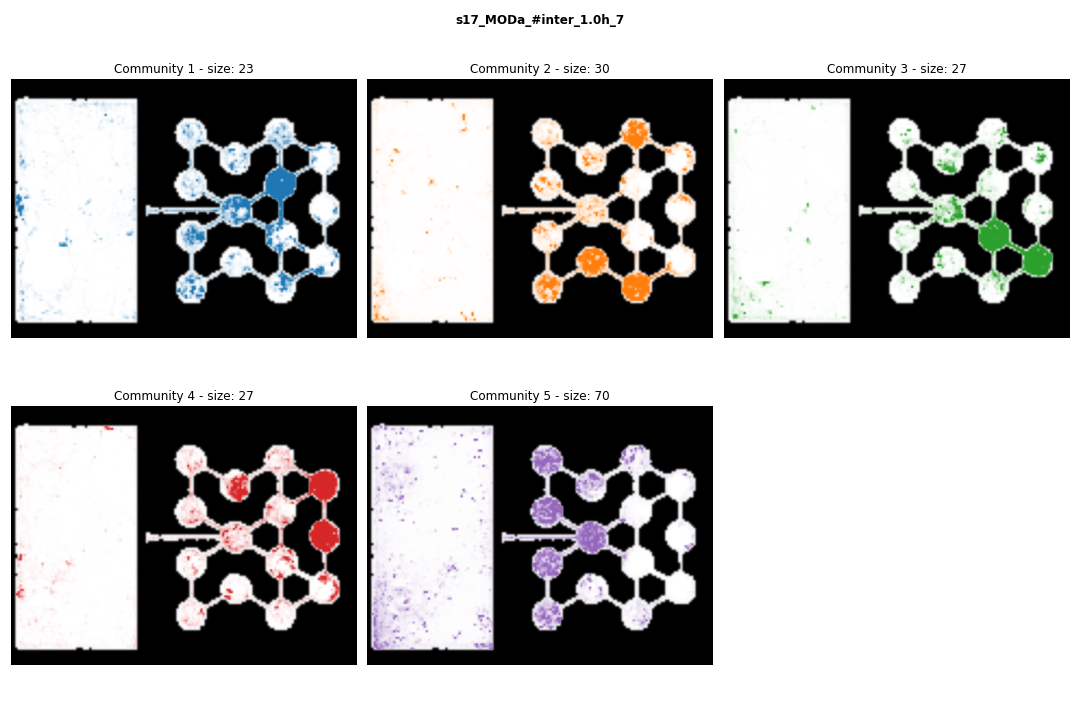 s17_MODa_#inter_1.0h_7
Community 1 - size: 23
Community 2 - size: 30
Community 3 - size: 27
Community 4 - size: 27
Community 5 - size: 70